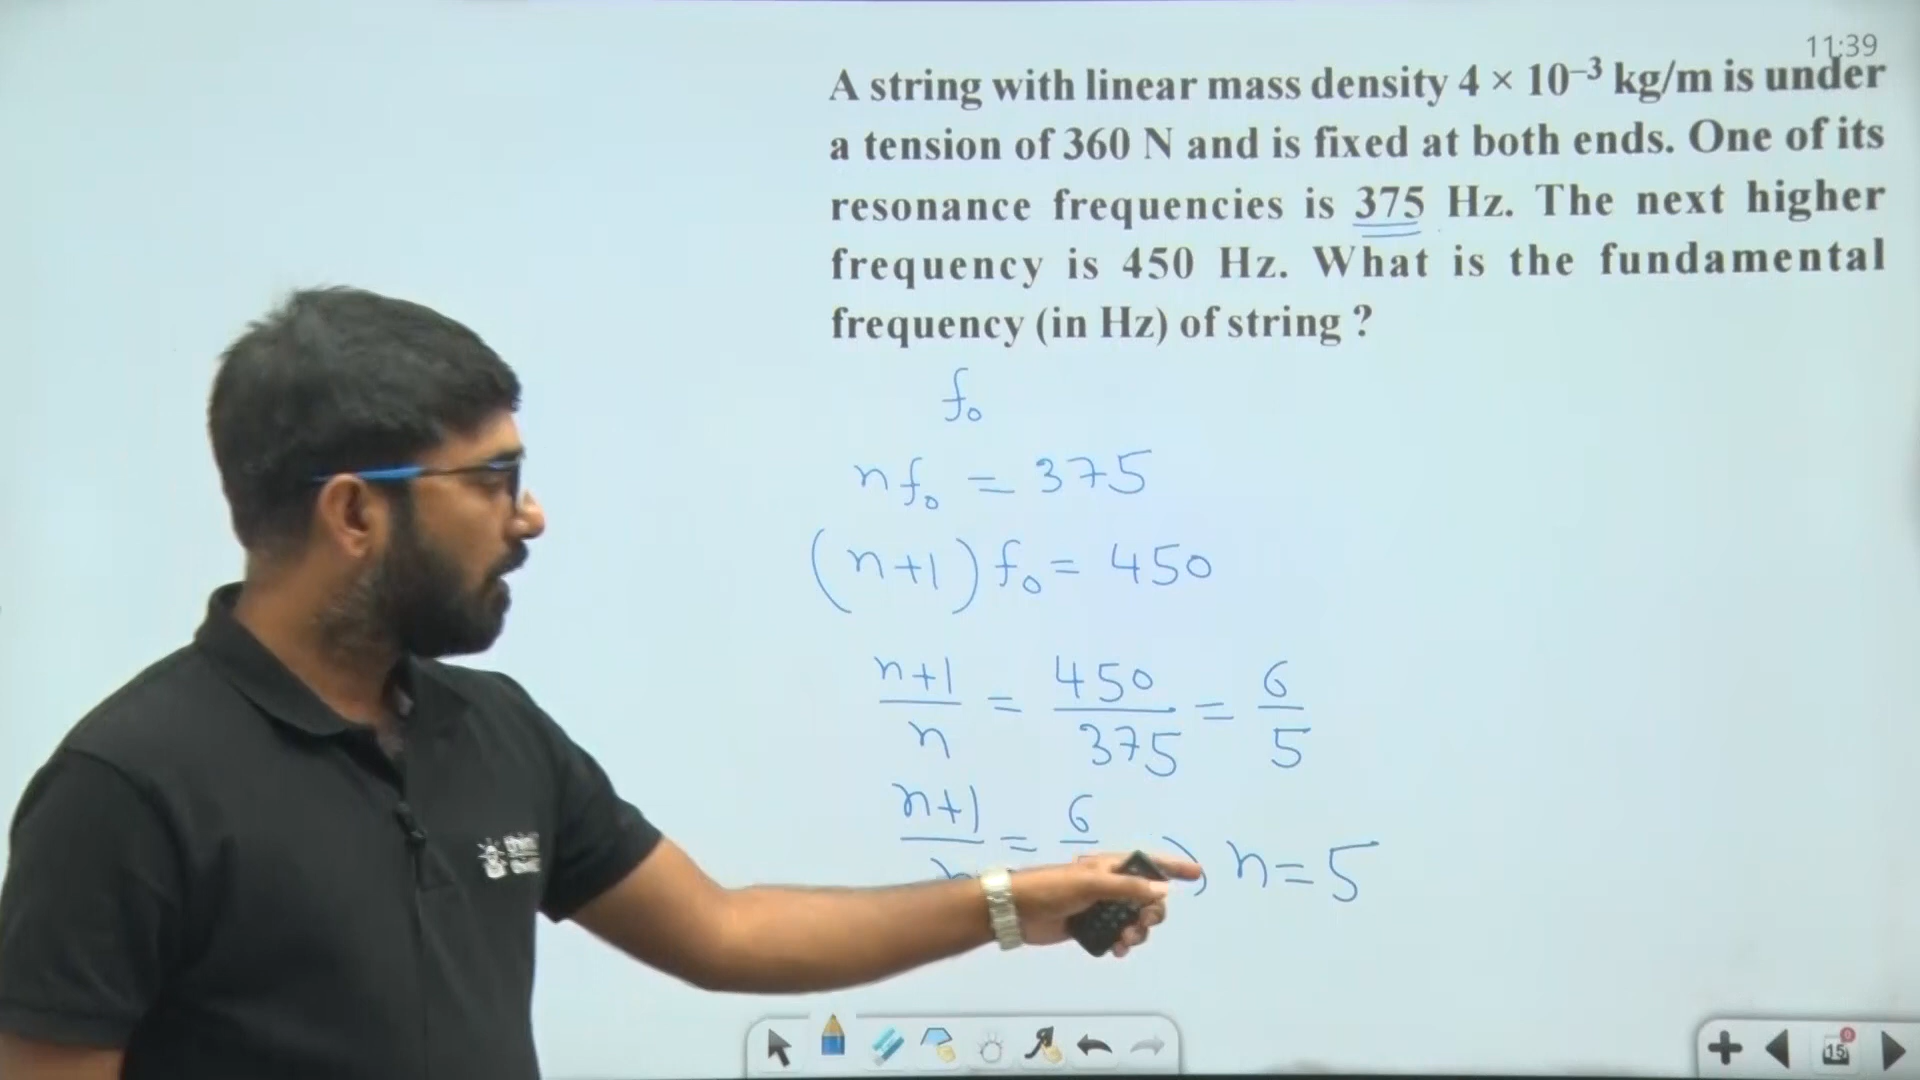 11:39
A string with linear mass density 4 × 10⁻³ kg/m is under
a tension of 360 N and is fixed at both ends. One of its
resonance frequencies is 375 Hz. The next higher
frequency is 450 Hz. What is the fundamental
frequency (in Hz) of string ?
f₀
nf₀ = 375
(n+1) f₀ = 450
n+1/n = 450/375 = 6/5
n+1/n = 6 ⇒ n = 5
15